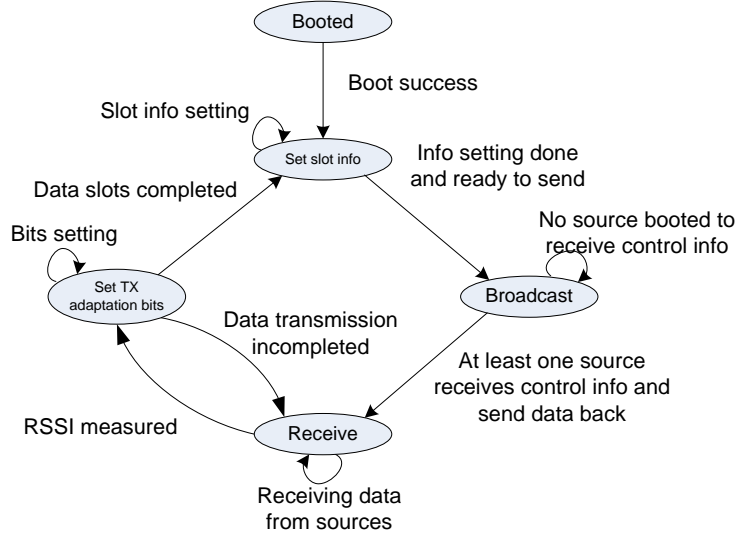 Booted
Boot success
Slot info setting
Set slot info
Info setting done
and ready to send
Data slots completed
No source booted to
receive control info
Bits setting
Set TX
adaptation bits
Broadcast
Data transmission
incompleted
At least one source
receives control info and
send data back
RSSI measured
Receive
Receiving data
from sources